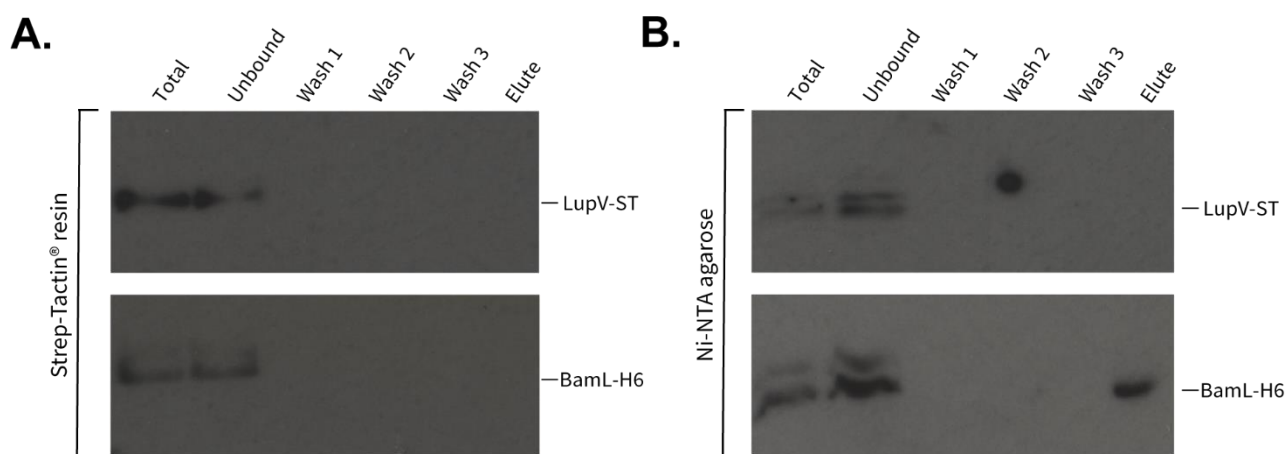 A.
Total
Unbound
Wash 1
Wash 2
Wash 3
Elute
Strep-Tactin® resin
LupV-ST
BamL-H6
B.
Total
Unbound
Wash 1
Wash 2
Wash 3
Elute
Ni-NTA agarose
LupV-ST
BamL-H6